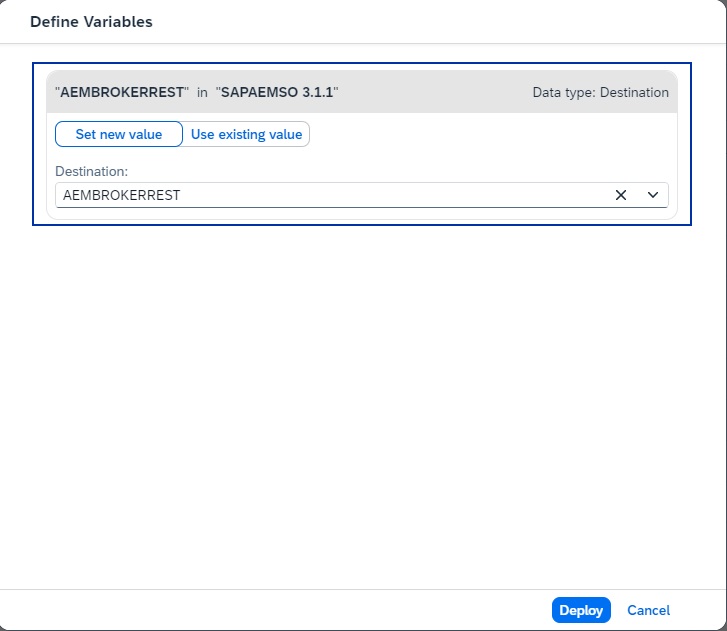 Define Variables
"AEMBROKERREST" in "SAPAEMSO 3.1.1" Data type: Destination
Set new value Use existing value
Destination:
AEMBROKERREST
Deploy Cancel